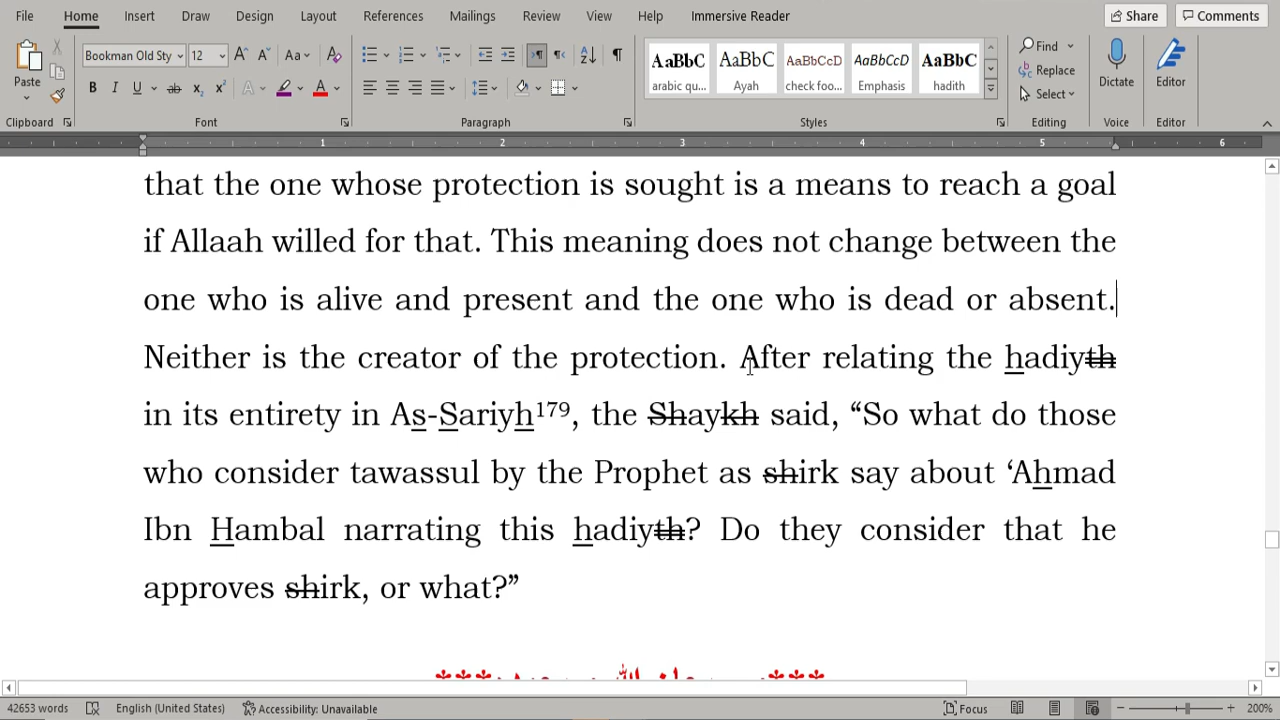 File Home Insert Draw Design Layout References Mailings Review View Help Immersive Reader Share Comments
Paste
Bookman Old Sty 12
Find
Replace
Select
AaBbC AaBbC AaBbCcD AaBbCcD AaBbC
arabic qu... Ayah check foo... Emphasis hadith
Dictate Editor
Clipboard Font Paragraph Styles Editing Voice Editor
1 2 3 4 5 6
that the one whose protection is sought is a means to reach a goal
if Allaah willed for that. This meaning does not change between the
one who is alive and present and the one who is dead or absent.
Neither is the creator of the protection. After relating the hadiyth
in its entirety in As-Sariyh179, the Shaykh said, “So what do those
who consider tawassul by the Prophet as shirk say about ‘Ahmad
Ibn Hambal narrating this hadiyth? Do they consider that he
approves shirk, or what?”
42653 words English (United States) Accessibility: Unavailable Focus 200%